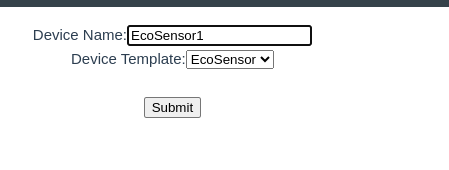 Device Name: EcoSensor1
Device Template: EcoSensor
Submit